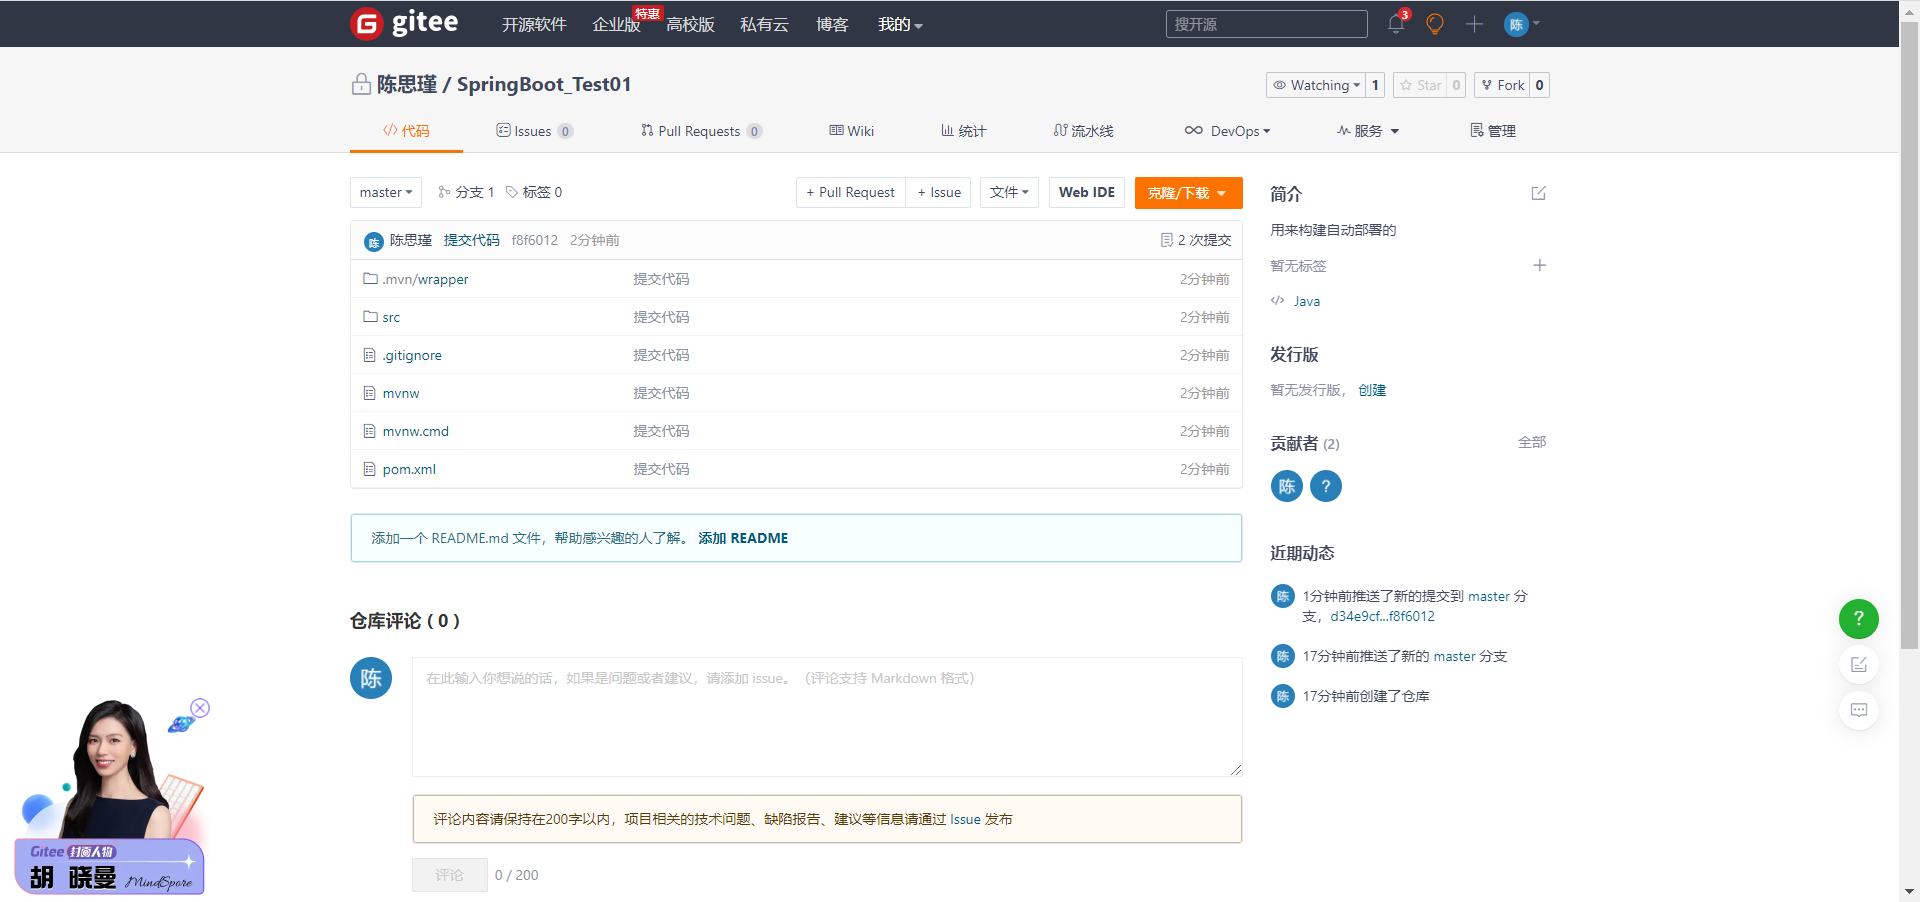 gitee 开源软件 企业版 特惠 高校版 私有云 博客 我的 搜开源 3 陈
陈思瑾 / SpringBoot_Test01 Watching 1 Star 0 Fork 0
代码 Issues 0 Pull Requests 0 Wiki 统计 流水线 DevOps 服务 管理
master 分支 1 标签 0 + Pull Request + Issue 文件 Web IDE 克隆/下载
陈 陈思瑾 提交代码 f8f6012 2分钟前 2 次提交
.mvn/wrapper 提交代码 2分钟前
src 提交代码 2分钟前
.gitignore 提交代码 2分钟前
mvnw 提交代码 2分钟前
mvnw.cmd 提交代码 2分钟前
pom.xml 提交代码 2分钟前
添加一个 README.md 文件，帮助感兴趣的人了解。 添加 README
仓库评论 ( 0 )
陈
在此输入你想说的话，如果是问题或者建议，请添加 issue。（评论支持 Markdown 格式）
评论内容请保持在200字以内，项目相关的技术问题、缺陷报告、建议等信息请通过 Issue 发布
评论 0 / 200
简介
用来构建自动部署的
暂无标签
Java
发行版
暂无发行版， 创建
贡献者 (2) 全部
陈 ?
近期动态
陈 1分钟前推送了新的提交到 master 分
支，d34e9cf...f8f6012
陈 17分钟前推送了新的 master 分支
陈 17分钟前创建了仓库
?
Gitee 封面人物
胡 晓曼 MindSpore